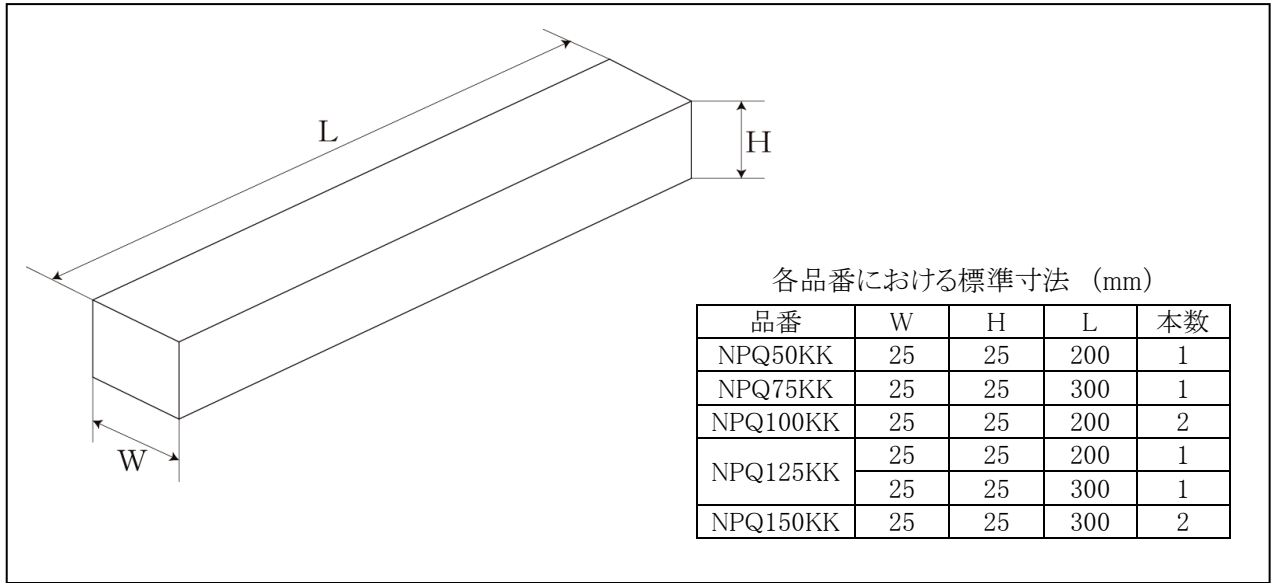 L
H
W
各品番における標準寸法 (mm)
品番 W H L 本数
NPQ50KK 25 25 200 1
NPQ75KK 25 25 300 1
NPQ100KK 25 25 200 2
NPQ125KK 25 25 200 1
25 25 300 1
NPQ150KK 25 25 300 2